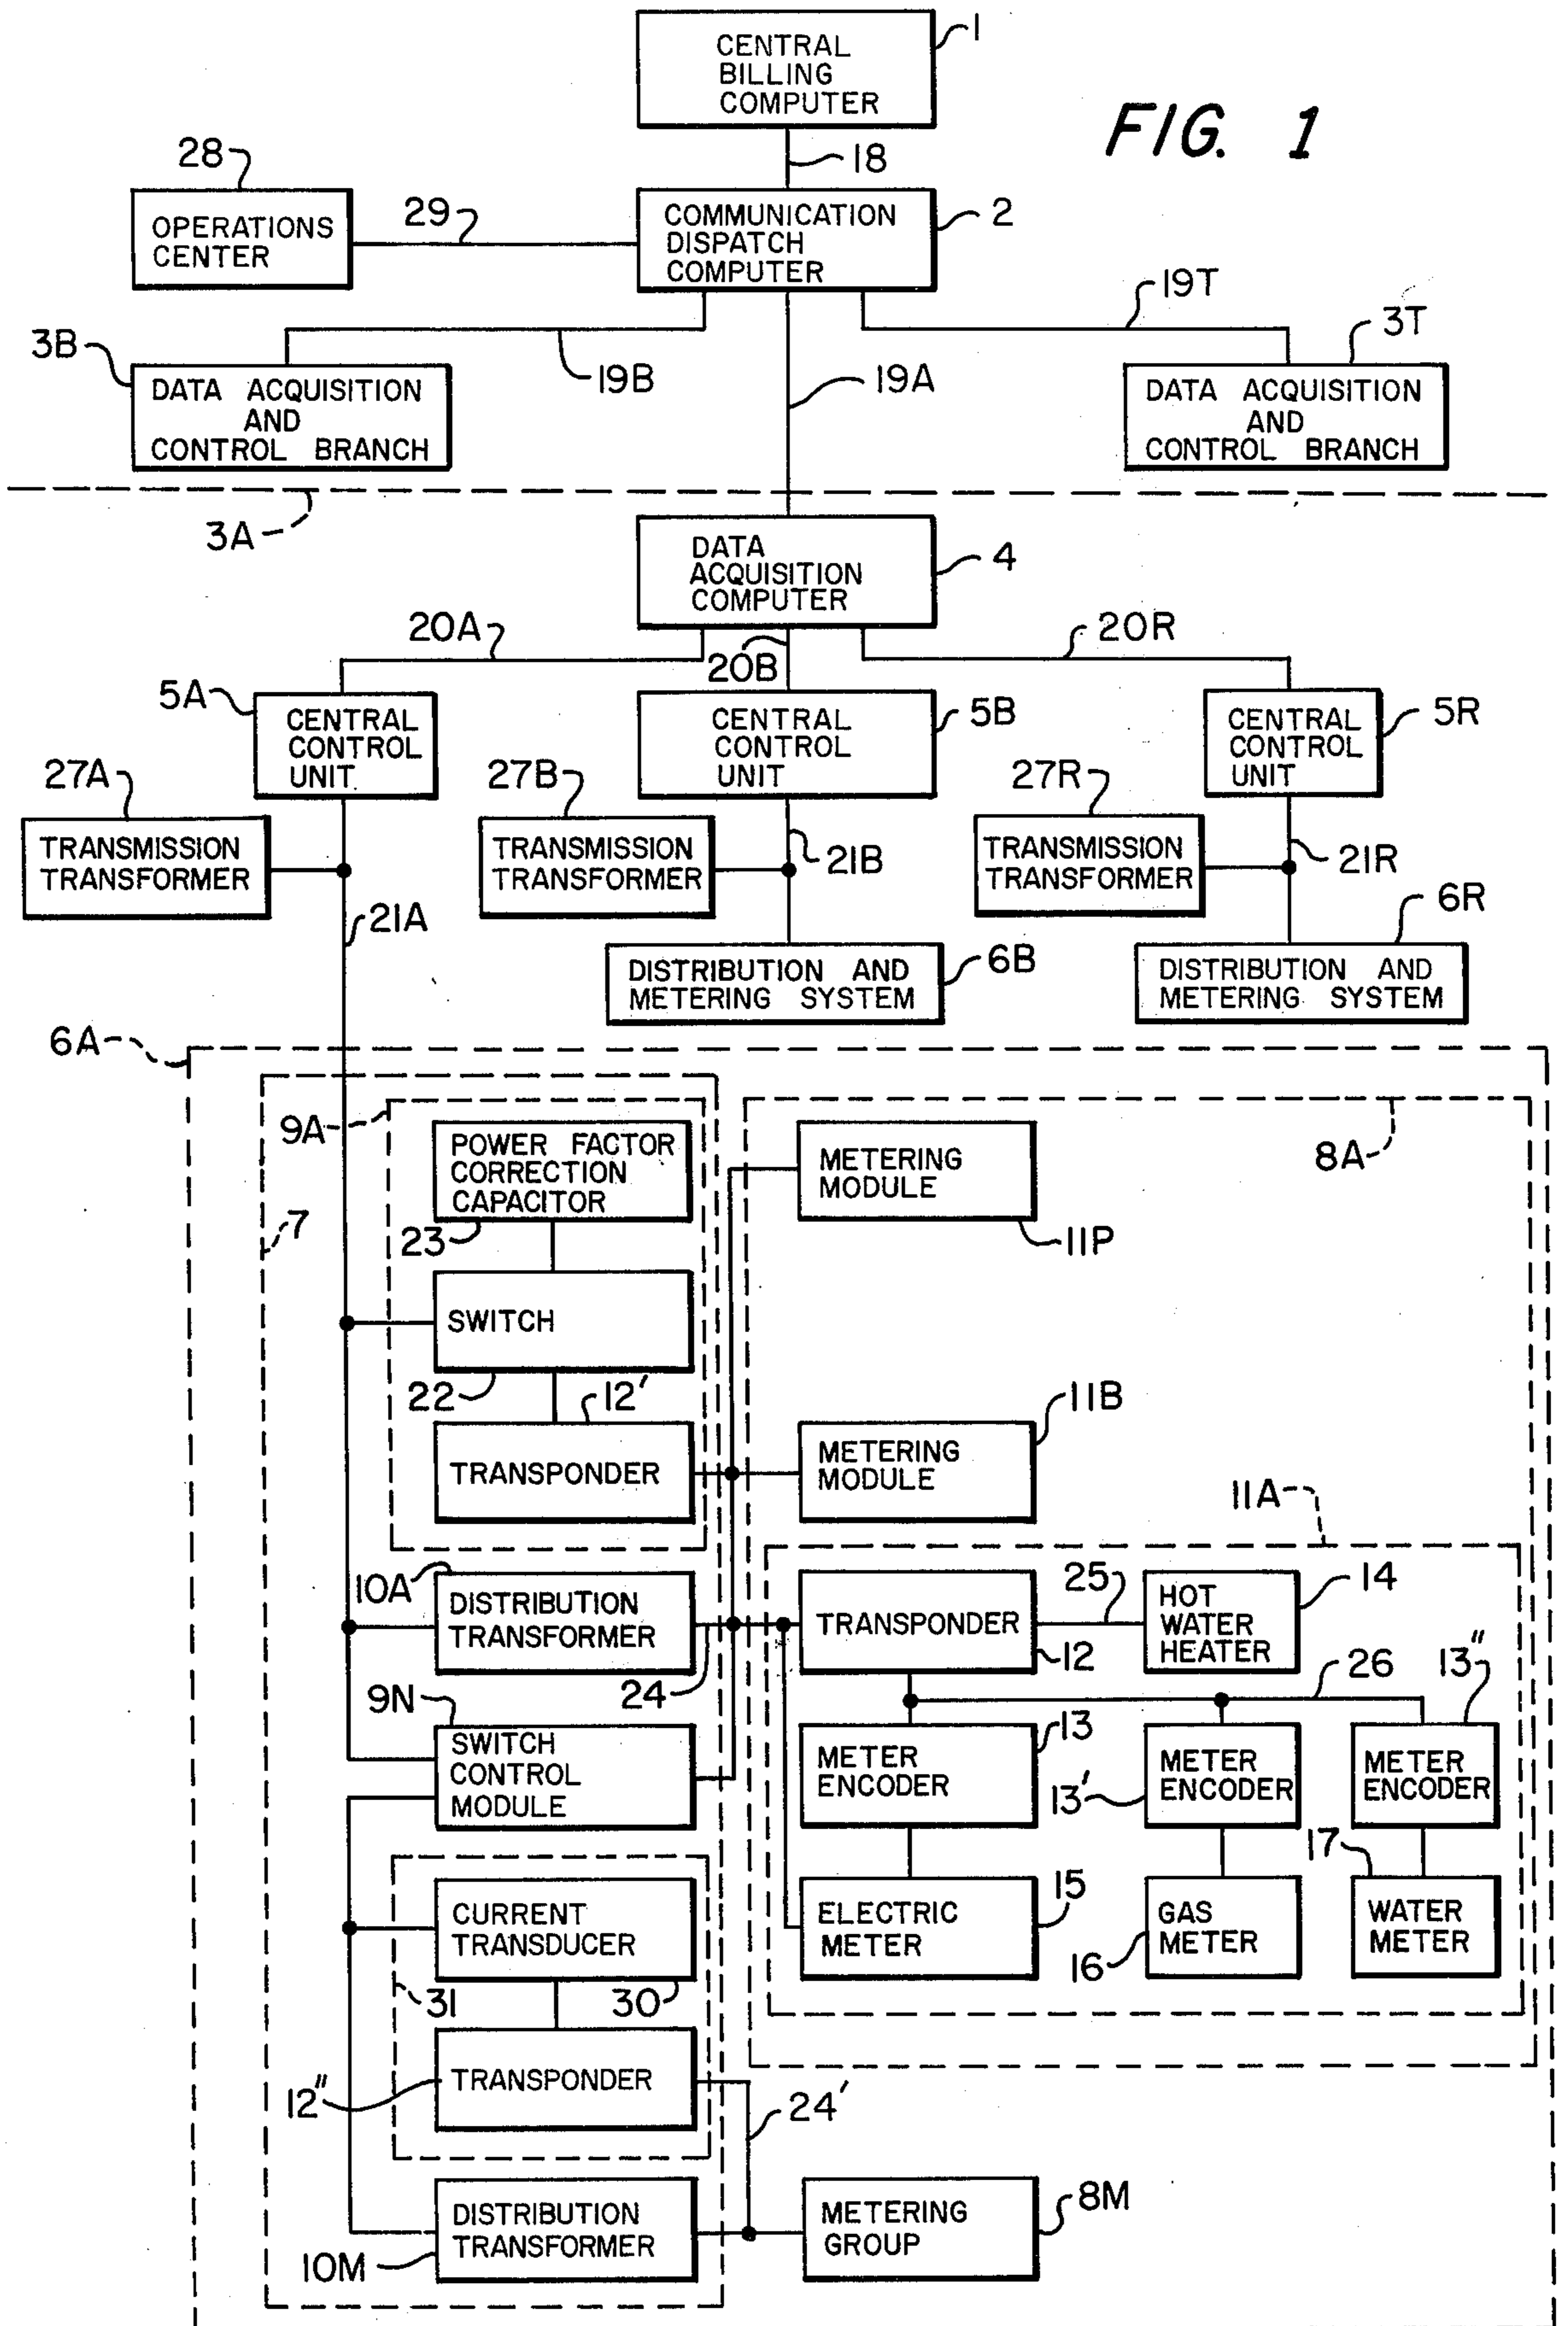 CENTRAL
BILLING
COMPUTER
1
FIG. 1
18
28
OPERATIONS
CENTER
29
COMMUNICATION
DISPATCH
COMPUTER
2
19T
3B
DATA ACQUISITION
AND
CONTROL BRANCH
19B
19A
3T
DATA ACQUISITION
AND
CONTROL BRANCH
3A
DATA
ACQUISITION
COMPUTER
4
20A
20B
20R
5A
CENTRAL
CONTROL
UNIT
CENTRAL
CONTROL
UNIT
5B
CENTRAL
CONTROL
UNIT
5R
27A
TRANSMISSION
TRANSFORMER
27B
TRANSMISSION
TRANSFORMER
21B
27R
TRANSMISSION
TRANSFORMER
21R
21A
DISTRIBUTION AND
METERING SYSTEM
6B
DISTRIBUTION AND
METERING SYSTEM
6R
6A
9A
7
POWER FACTOR
CORRECTION
CAPACITOR
23
METERING
MODULE
11P
8A
SWITCH
22
12'
TRANSPONDER
METERING
MODULE
11B
11A
10A
DISTRIBUTION
TRANSFORMER
24
TRANSPONDER
12
25
HOT
WATER
HEATER
14
26
9N
SWITCH
CONTROL
MODULE
METER
ENCODER
13
13'
METER
ENCODER
13"
METER
ENCODER
CURRENT
TRANSDUCER
31
30
ELECTRIC
METER
15
GAS
METER
16
17
WATER
METER
12"
TRANSPONDER
24'
DISTRIBUTION
TRANSFORMER
10M
METERING
GROUP
8M